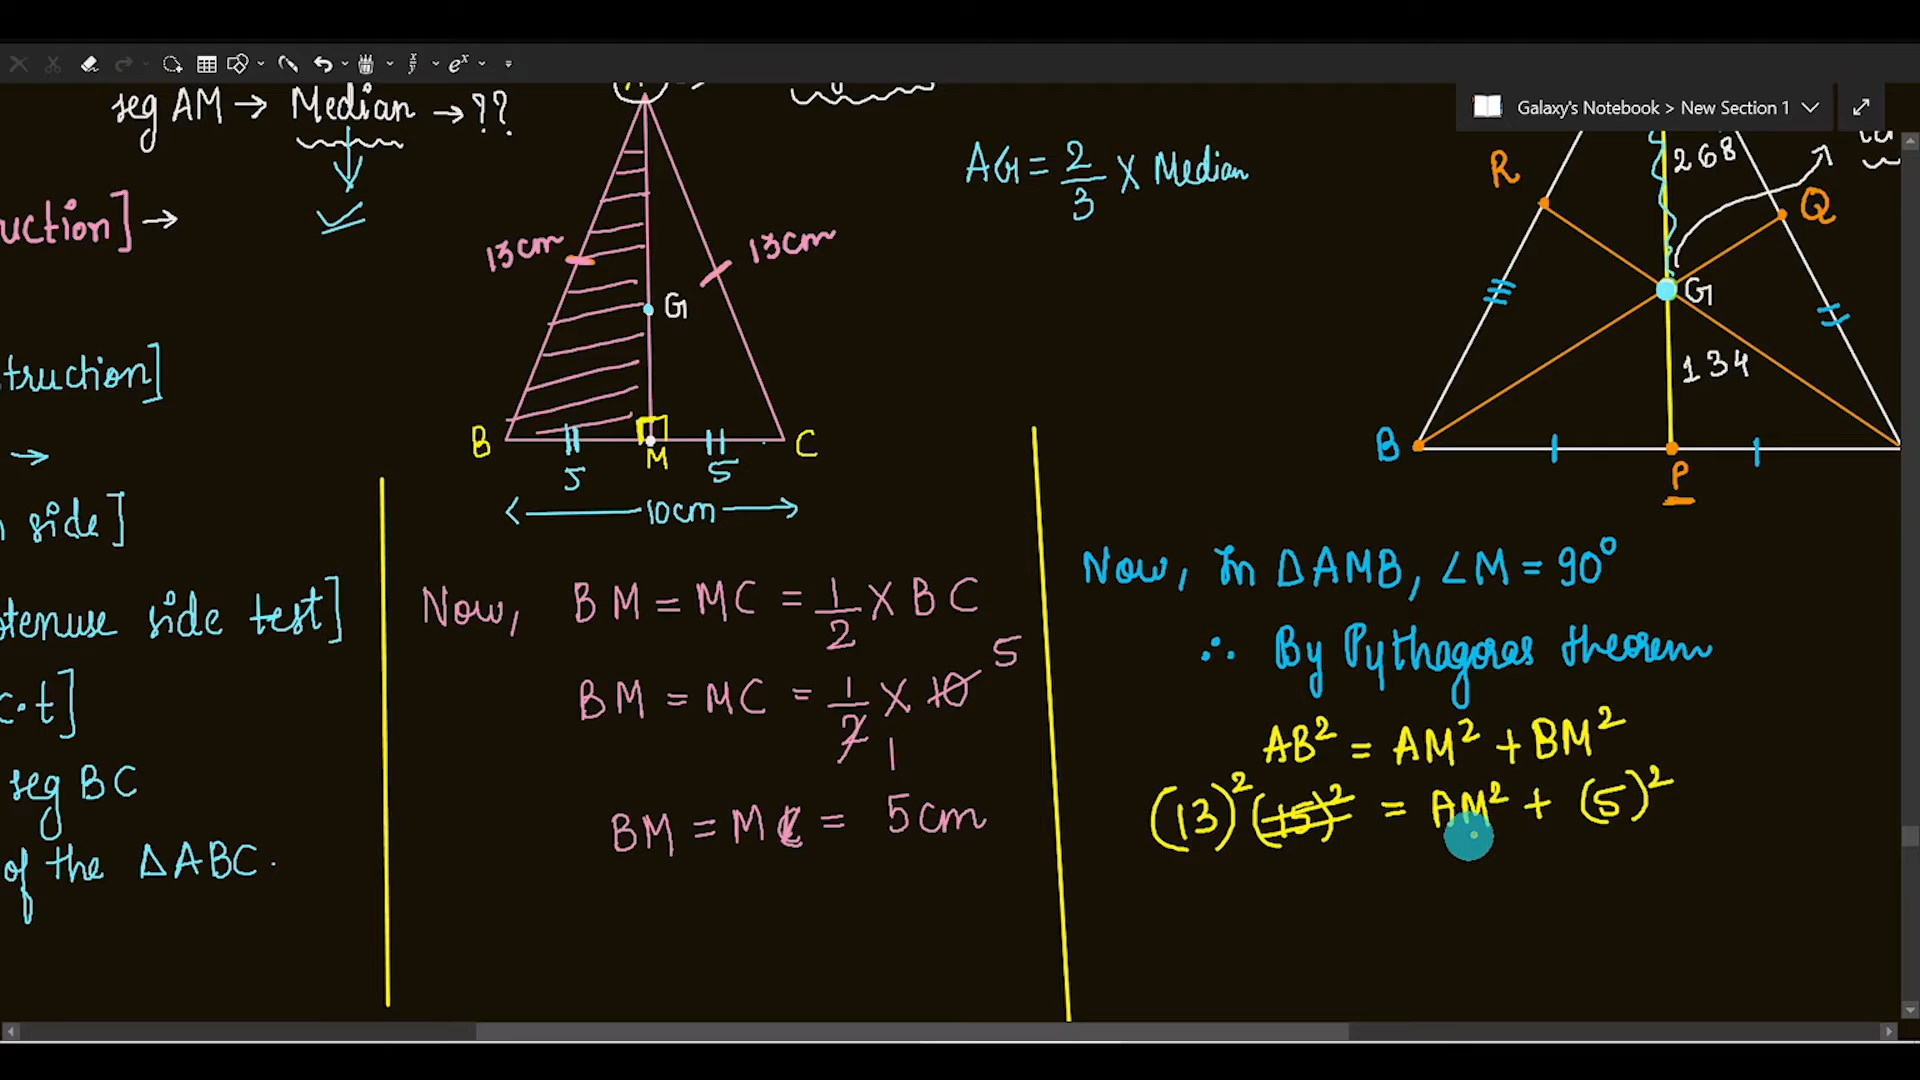 seg AM → Median → ??
Galaxy's Notebook > New Section 1
uction] →
AG = 2/3 × Median
13cm
13cm
G
B
M
C
5
5
10cm
268
R
Q
G
134
B
P
truction]
→
side]
tenuse side test]
c.t]
seg BC
of the ΔABC.
Now, BM = MC = 1/2 × BC
BM = MC = 1/2 × 10 5
1
BM = MC = 5cm
Now, In ΔAMB, ∠M = 90°
∴ By Pythagoras theorem
AB² = AM² + BM²
(13)² (15)² = AM² + (5)²